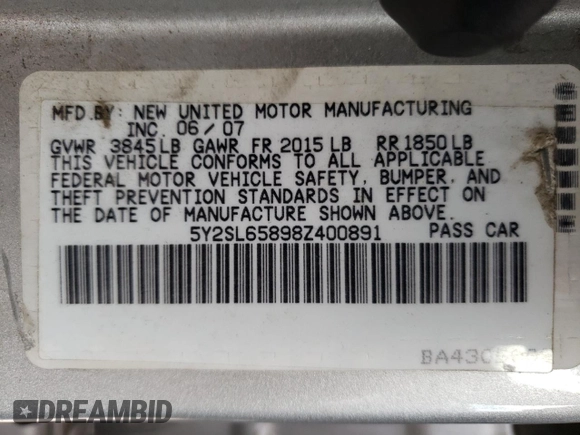 MFD.BY: NEW UNITED MOTOR MANUFACTURING
INC. 06/07
GVWR 3845LB GAWR FR 2015 LB RR 1850LB
THIS VEHICLE CONFORMS TO ALL APPLICABLE
FEDERAL MOTOR VEHICLE SAFETY, BUMPER, AND
THEFT PREVENTION STANDARDS IN EFFECT ON
THE DATE OF MANUFACTURE SHOWN ABOVE.
5Y2SL65898Z400891 PASS CAR
DREAMBID